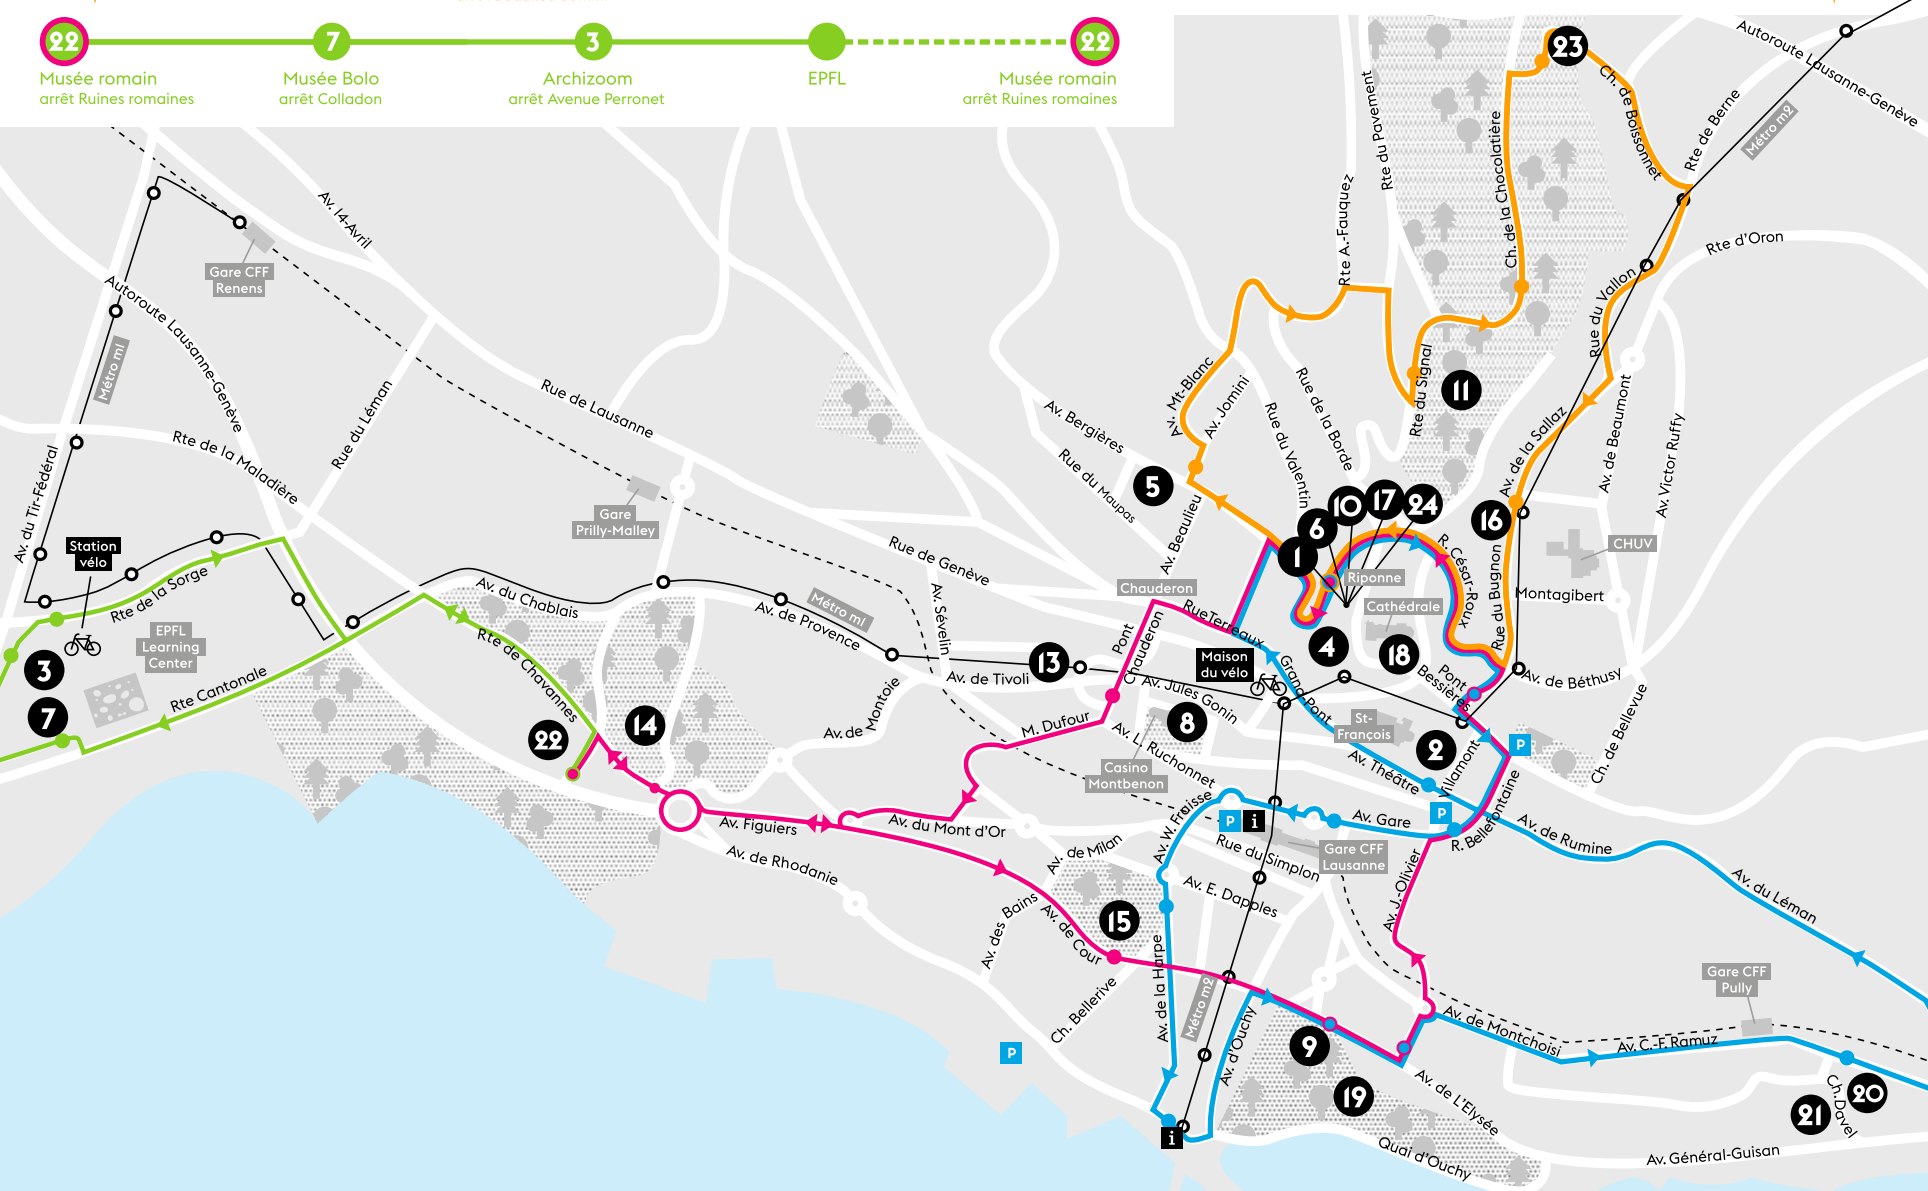 22
7
3
22
Musée romain
arrêt Ruines romaines
Musée Bolo
arrêt Colladon
Archizoom
arrêt Avenue Perronet
EPFL
Musée romain
arrêt Ruines romaines
23
Autoroute Lausanne-Genève
Ch. de Boissonnet
Rte de Berne
Métro m2
Rte du Pavement
Ch. de la Chocolatière
Rte A.-Fauquez
Rte d'Oron
Av. 14-Avril
Gare CFF
Renens
Autoroute Lausanne-Genève
Métro m1
Rue du Vallon
Rue du Léman
Rue de Lausanne
Av. Mt-Blanc
Av. Jomini
Rue de la Borde
Rue du Valentin
Rte du Signal
11
Av. de Beaumont
Av. Victor Ruffy
Av. de la Sallaz
Av. Bergières
Rue du Maupas
5
Av. Beaulieu
Rte de la Maladière
Av. du Tir-Fédéral
Gare
Prilly-Malley
1
6
10
17
24
16
R. César-Roux
Rue du Bugnon
CHUV
Montagibert
Station
vélo
Rte de la Sorge
Rue de Genève
Chauderon
Riponne
Cathédrale
Av. du Chablais
Av. de Provence
Métro m1
Av. Sévelin
Rue Terreaux
Pont
Chauderon
EPFL
Learning
Center
3
7
Rte Cantonale
Rte de Chavannes
13
Av. de Tivoli
Maison
du vélo
4
18
Pont
Bessières
Av. de Béthusy
Grand-Pont
Av. Jules Gonin
8
Av. de Montoie
M. Dufour
Av. L. Ruchonnet
St-
François
2
P
Ch. de Bellevue
22
14
Casino
Montbenon
Av. Théâtre
Villamont
P
R. Bellefontaine
Av. W. Fraisse
P
i
Av. Gare
Av. Figuiers
Av. du Mont d'Or
Av. de Rhodanie
Av. de Milan
Rue du Simplon
Gare CFF
Lausanne
Av. de Rumine
Av. du Léman
Av. E. Dapples
Av. J.-Olivier
Av. des Bains
Av. de Cour
15
Av. de la Harpe
Métro m2
Ch. Bellerive
Av. d'Ouchy
P
9
19
Gare CFF
Pully
Av. de Montchoisi
Av. C.-F. Ramuz
Av. de L'Elysée
Ch. Davel
20
21
i
Quai d'Ouchy
Av. Général-Guisan